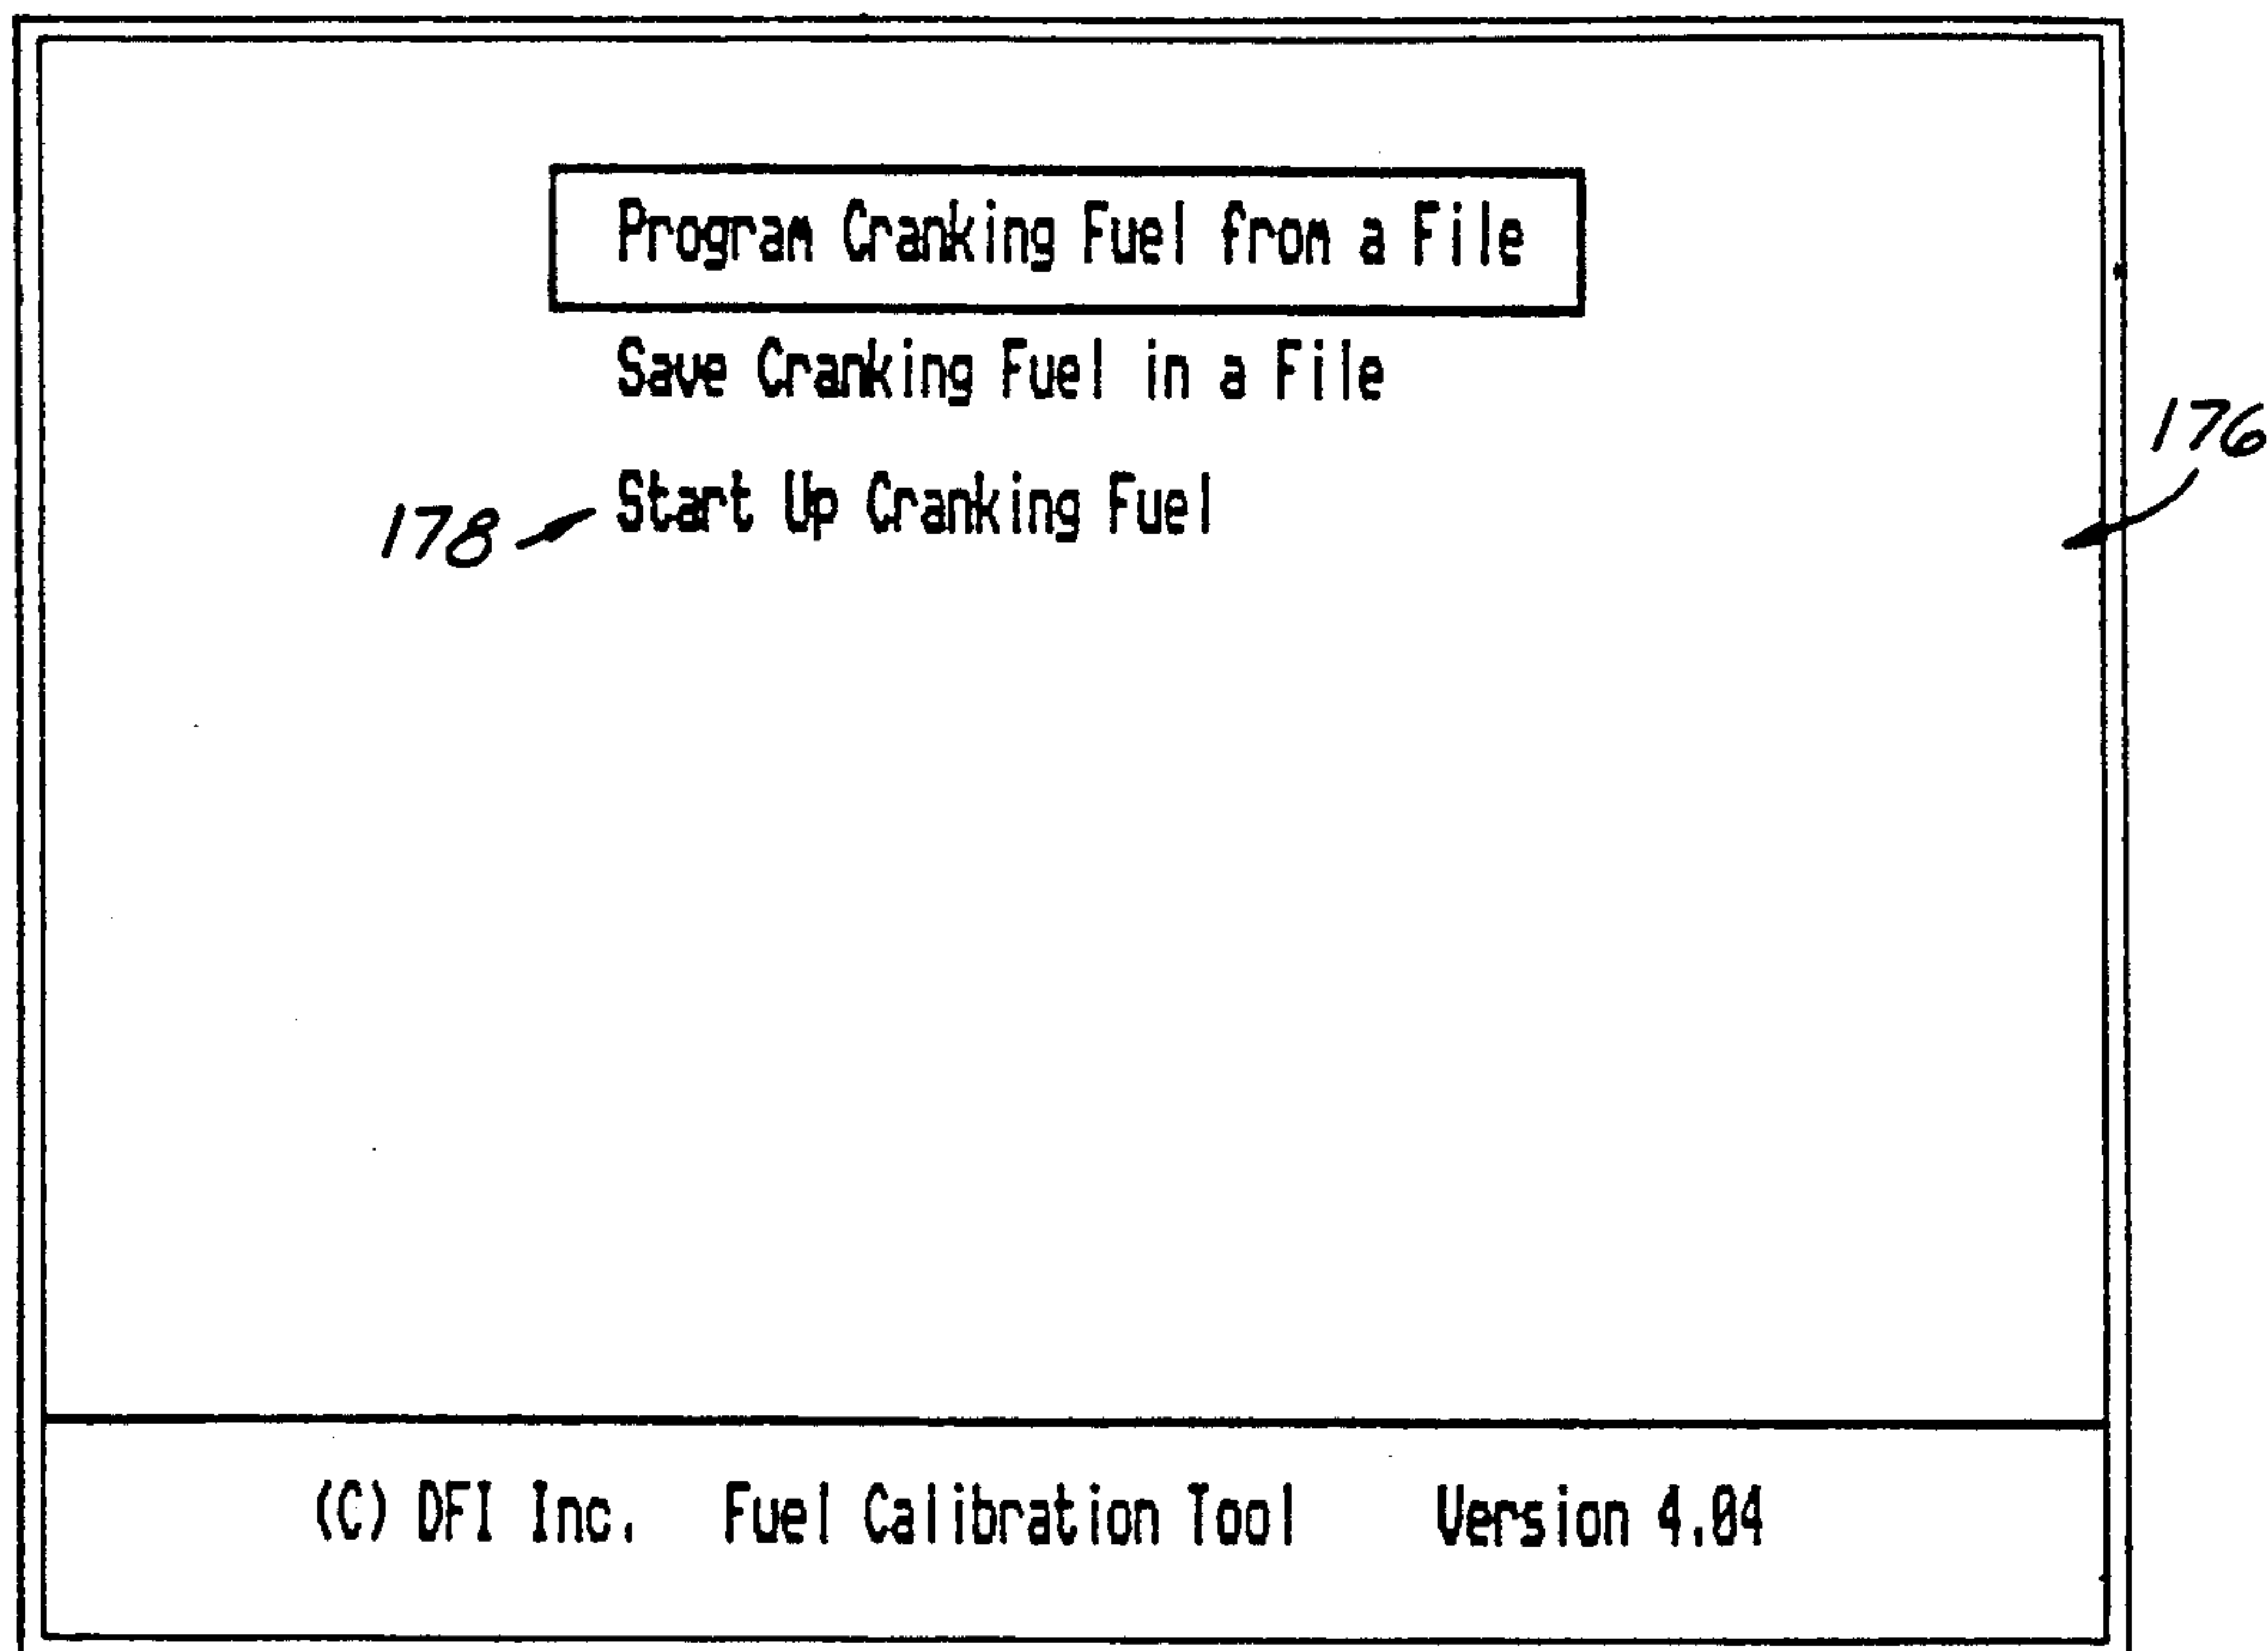 Program Cranking Fuel from a File
Save Cranking Fuel in a File
176
178 Start Up Cranking Fuel
(C) DFI Inc. Fuel Calibration Tool Version 4.04